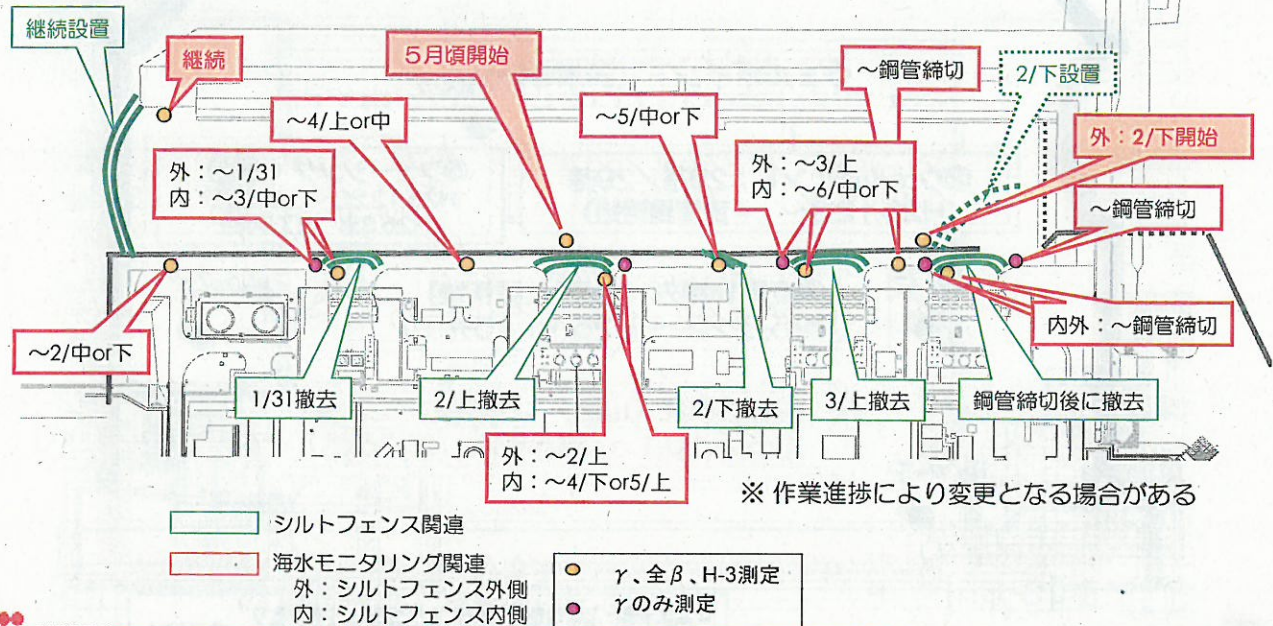 継続設置
継続
5月頃開始
~鋼管締切
2/下設置
~4/上or中
~5/中or下
外:2/下開始
外:~1/31
内:~3/中or下
外:~3/上
内:~6/中or下
~鋼管締切
内外:~鋼管締切
~2/中or下
1/31撤去
2/上撤去
2/下撤去
3/上撤去
鋼管締切後に撤去
外:~2/上
内:~4/下or5/上
※ 作業進捗により変更となる場合がある
シルトフェンス関連
海水モニタリング関連
外:シルトフェンス外側
内:シルトフェンス内側
γ、全β、H-3測定
γのみ測定